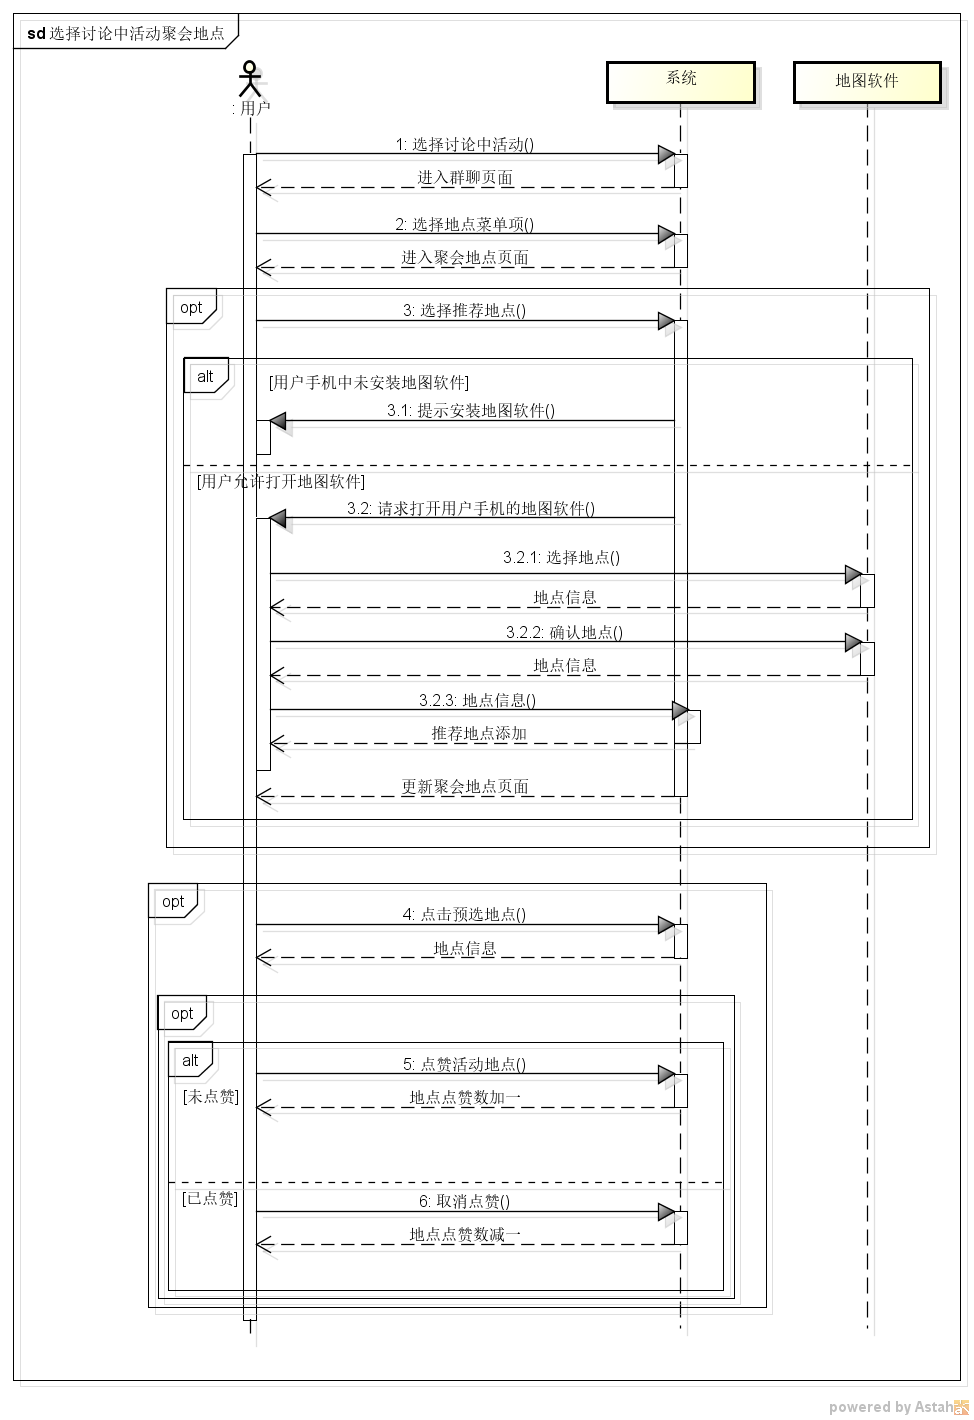 sd 选择讨论中活动聚会地点
: 用户
系统
地图软件
1: 选择讨论中活动()
进入群聊页面
2: 选择地点菜单项()
进入聚会地点页面
opt
3: 选择推荐地点()
alt
[用户手机中未安装地图软件]
3.1: 提示安装地图软件()
[用户允许打开地图软件]
3.2: 请求打开用户手机的地图软件()
3.2.1: 选择地点()
地点信息
3.2.2: 确认地点()
地点信息
3.2.3: 地点信息()
推荐地点添加
更新聚会地点页面
opt
4: 点击预选地点()
地点信息
opt
alt
5: 点赞活动地点()
[未点赞]
地点点赞数加一
[已点赞]
6: 取消点赞()
地点点赞数减一
powered by Astah